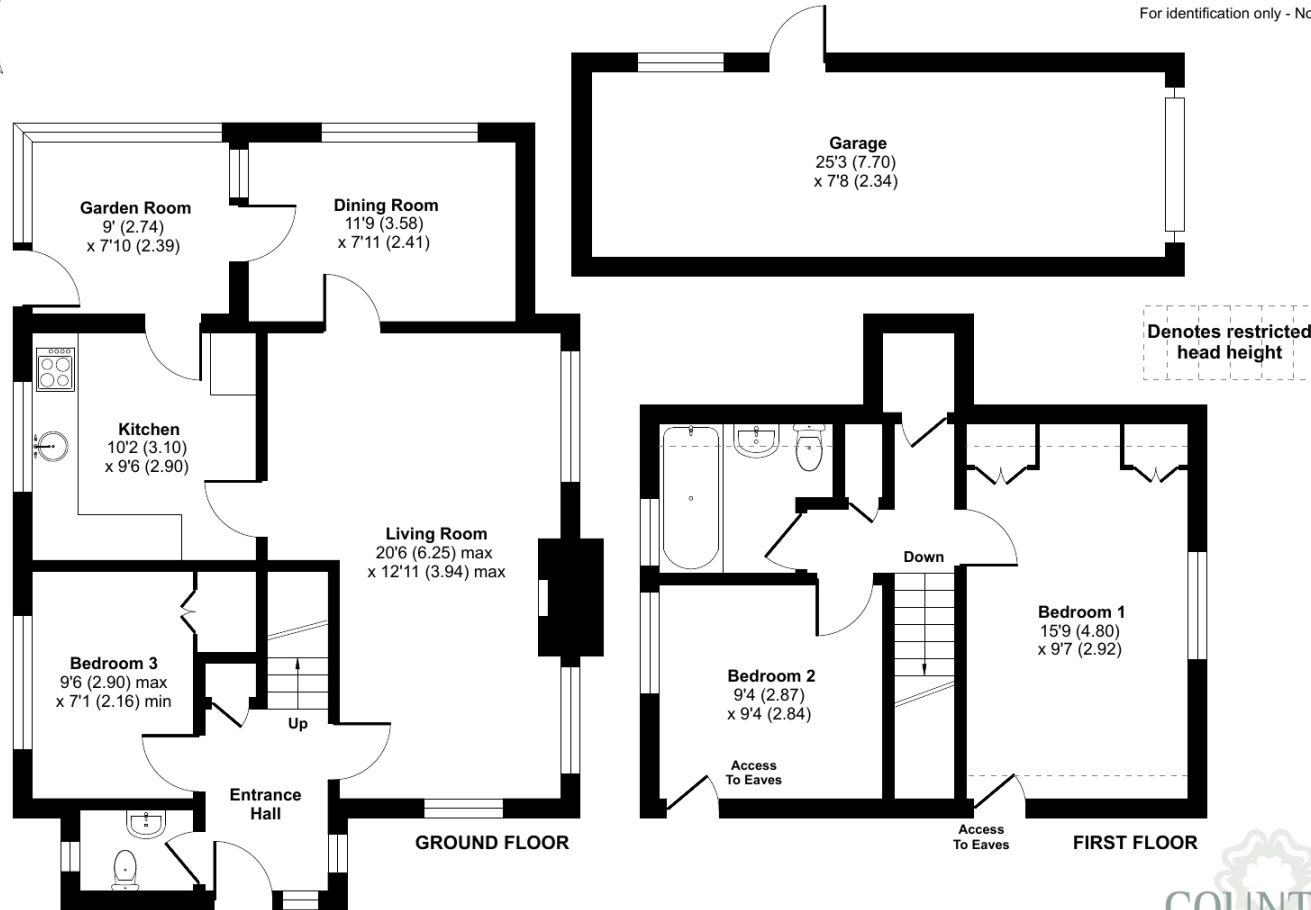 For identification only - No
Garage
25'3 (7.70)
x 7'8 (2.34)
Garden Room
9' (2.74)
x 7'10 (2.39)
Dining Room
11'9 (3.58)
x 7'11 (2.41)
Denotes restricted
head height
Kitchen
10'2 (3.10)
x 9'6 (2.90)
Living Room
20'6 (6.25) max
x 12'11 (3.94) max
Down
Bedroom 1
15'9 (4.80)
x 9'7 (2.92)
Bedroom 3
9'6 (2.90) max
x 7'1 (2.16) min
Bedroom 2
9'4 (2.87)
x 9'4 (2.84)
Up
Access
To Eaves
Entrance
Hall
GROUND FLOOR
Access
To Eaves
FIRST FLOOR
COUNT